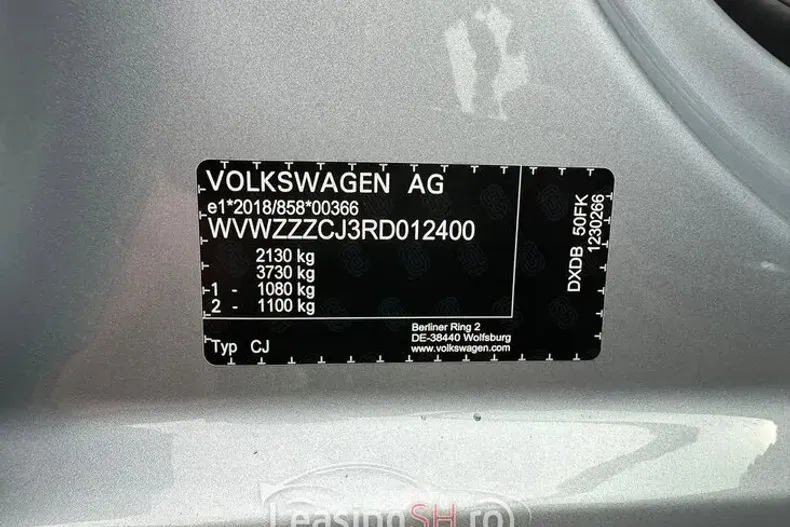 VOLKSWAGEN AG
e1*2018/858*00366
WVWZZZCJ3RD012400
2130 kg
3730 kg
1 - 1080 kg
2 - 1100 kg
Typ CJ
Berliner Ring 2
DE-38440 Wolfsburg
www.volkswagen.com
DXDB 50FK
1230266
LeasingSH.ro